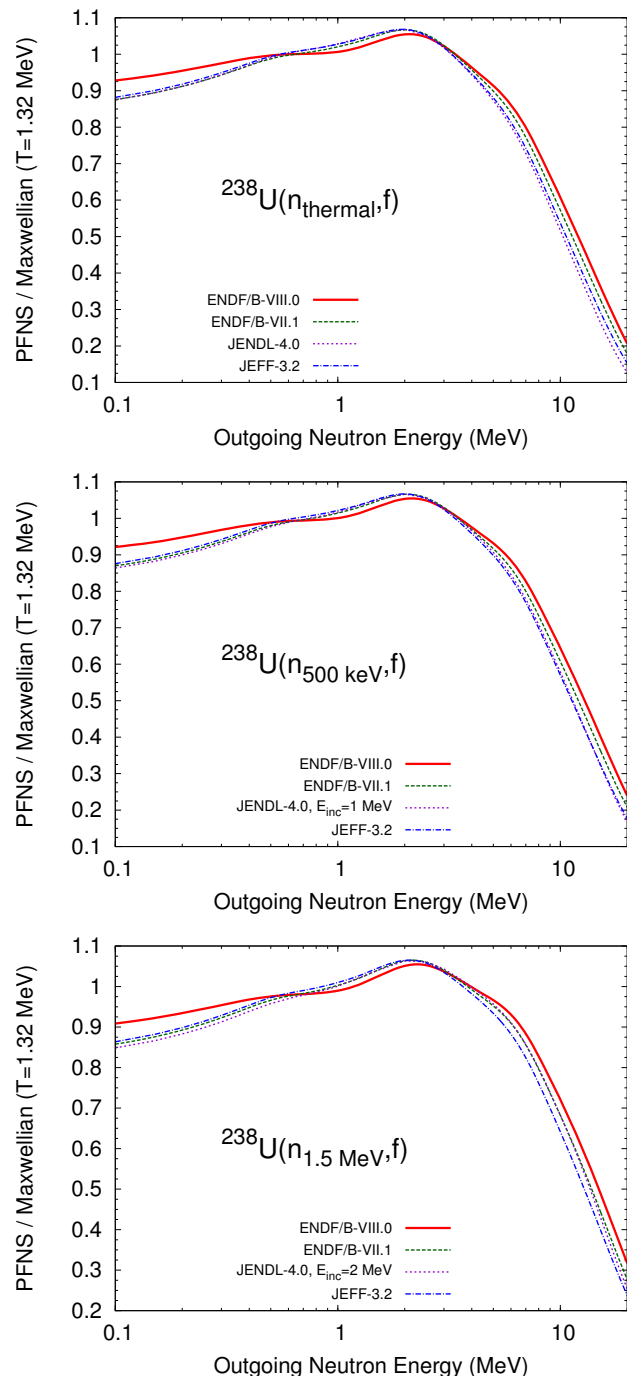 1.1
1
0.9
0.8
0.7
0.6
0.5
0.4
0.3
0.2
0.1
PFNS / Maxwellian (T=1.32 MeV)
²³⁸U(n_thermal,f)
ENDF/B-VIII.0
ENDF/B-VII.1
JENDL-4.0
JEFF-3.2
0.1 1 10
Outgoing Neutron Energy (MeV)
1.1
1
0.9
0.8
0.7
0.6
0.5
0.4
0.3
0.2
0.1
PFNS / Maxwellian (T=1.32 MeV)
²³⁸U(n_500 keV,f)
ENDF/B-VIII.0
ENDF/B-VII.1
JENDL-4.0, E_inc=1 MeV
JEFF-3.2
0.1 1 10
Outgoing Neutron Energy (MeV)
1.1
1
0.9
0.8
0.7
0.6
0.5
0.4
0.3
0.2
PFNS / Maxwellian (T=1.32 MeV)
²³⁸U(n_1.5 MeV,f)
ENDF/B-VIII.0
ENDF/B-VII.1
JENDL-4.0, E_inc=2 MeV
JEFF-3.2
0.1 1 10
Outgoing Neutron Energy (MeV)